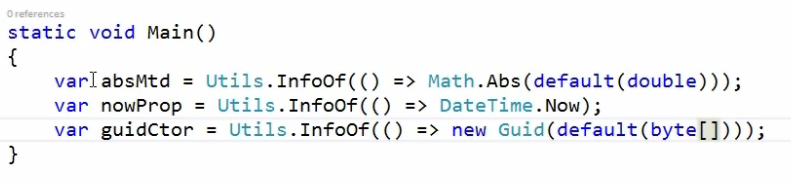 0 references
static void Main()
{
    var absMtd = Utils.InfoOf(() => Math.Abs(default(double)));
    var nowProp = Utils.InfoOf(() => DateTime.Now);
    var guidCtor = Utils.InfoOf(() => new Guid(default(byte[])));
}